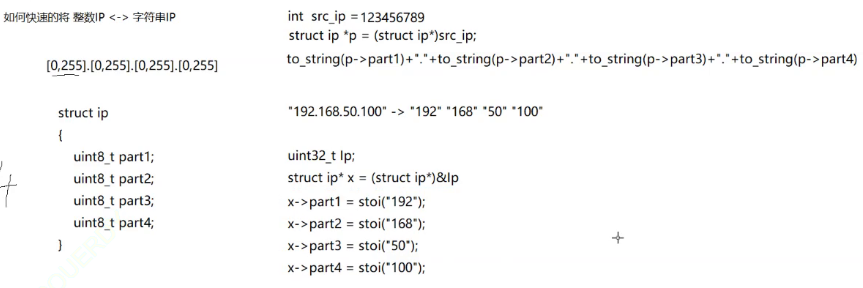 如何快速的将 整数IP <-> 字符串IP
[0,255].[0,255].[0,255].[0,255]
struct ip
{
uint8_t part1;
uint8_t part2;
uint8_t part3;
uint8_t part4;
}
int src_ip =123456789
struct ip *p = (struct ip*)src_ip;
to_string(p->part1)+"."+to_string(p->part2)+"."+to_string(p->part3)+"."+to_string(p->part4)
"192.168.50.100" -> "192" "168" "50" "100"
uint32_t Ip;
struct ip* x = (struct ip*)&Ip
x->part1 = stoi("192");
x->part2 = stoi("168");
x->part3 = stoi("50");
x->part4 = stoi("100");